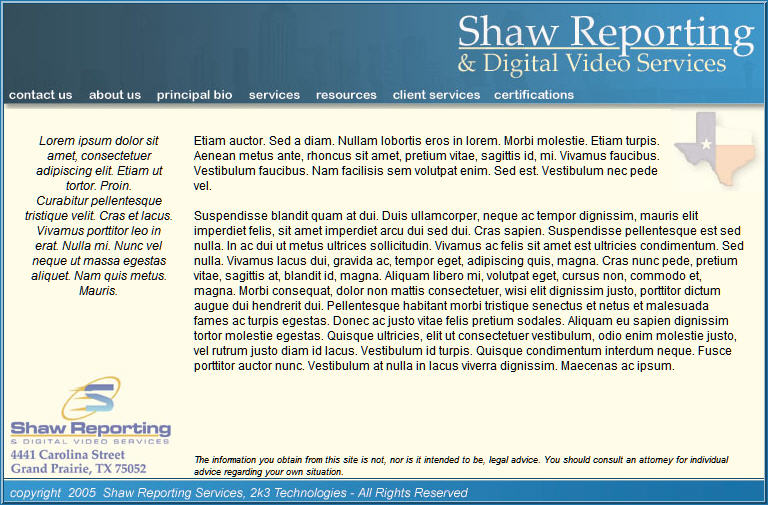 Shaw Reporting
& Digital Video Services
contact us about us principal bio services resources client services certifications
Lorem ipsum dolor sit
amet, consectetuer
adipiscing elit. Etiam ut
tortor. Proin.
Curabitur pellentesque
tristique velit. Cras et lacus.
Vivamus porttitor leo in
erat. Nulla mi. Nunc vel
neque ut massa egestas
aliquet. Nam quis metus.
Mauris.
Etiam auctor. Sed a diam. Nullam lobortis eros in lorem. Morbi molestie. Etiam turpis.
Aenean metus ante, rhoncus sit amet, pretium vitae, sagittis id, mi. Vivamus faucibus.
Vestibulum faucibus. Nam facilisis sem volutpat enim. Sed est. Vestibulum nec pede
vel.
Suspendisse blandit quam at dui. Duis ullamcorper, neque ac tempor dignissim, mauris elit
imperdiet felis, sit amet imperdiet arcu dui sed dui. Cras sapien. Suspendisse pellentesque est sed
nulla. In ac dui ut metus ultrices sollicitudin. Vivamus ac felis sit amet est ultricies condimentum. Sed
nulla. Vivamus lacus dui, gravida ac, tempor eget, adipiscing quis, magna. Cras nunc pede, pretium
vitae, sagittis at, blandit id, magna. Aliquam libero mi, volutpat eget, cursus non, commodo et,
magna. Morbi consequat, dolor non mattis consectetuer, wisi elit dignissim justo, porttitor dictum
augue dui hendrerit dui. Pellentesque habitant morbi tristique senectus et netus et malesuada
fames ac turpis egestas. Donec ac justo vitae felis pretium sodales. Aliquam eu sapien dignissim
tortor molestie egestas. Quisque ultricies, elit ut consectetuer vestibulum, odio enim molestie justo,
vel rutrum justo diam id lacus. Vestibulum id turpis. Quisque condimentum interdum neque. Fusce
porttitor auctor nunc. Vestibulum at nulla in lacus viverra dignissim. Maecenas ac ipsum.
S
Shaw Reporting
& DIGITAL VIDEO SERVICES
4441 Carolina Street
Grand Prairie, TX 75052
The information you obtain from this site is not, nor is it intended to be, legal advice. You should consult an attorney for individual
advice regarding your own situation.
copyright 2005 Shaw Reporting Services, 2k3 Technologies - All Rights Reserved